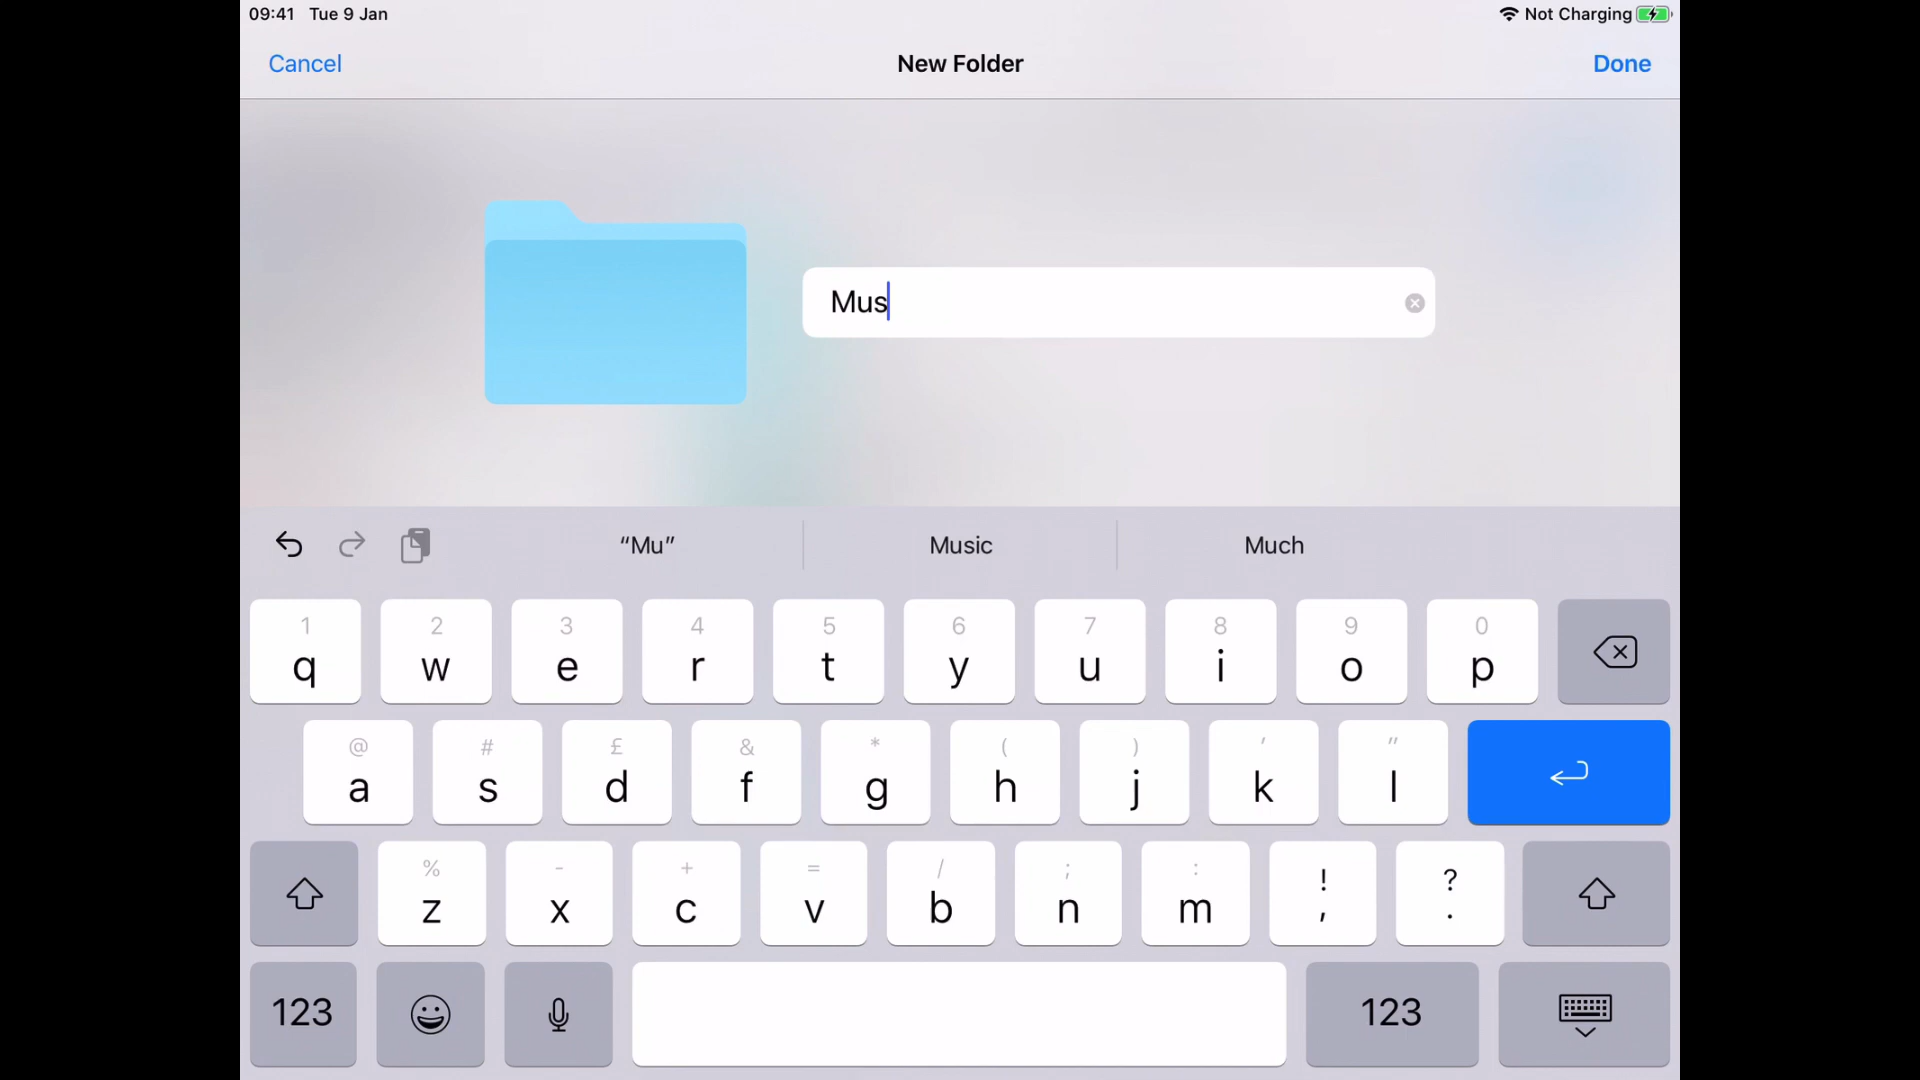 09:41 Tue 9 Jan
Not Charging
Cancel
New Folder
Done
Mus
“Mu”
Music
Much
1 2 3 4 5 6 7 8 9 0
q w e r t y u i o p
@ # £ & * ( ) ' "
a s d f g h j k l
% - + = / ; : ! ?
z x c v b n m , .
123
123